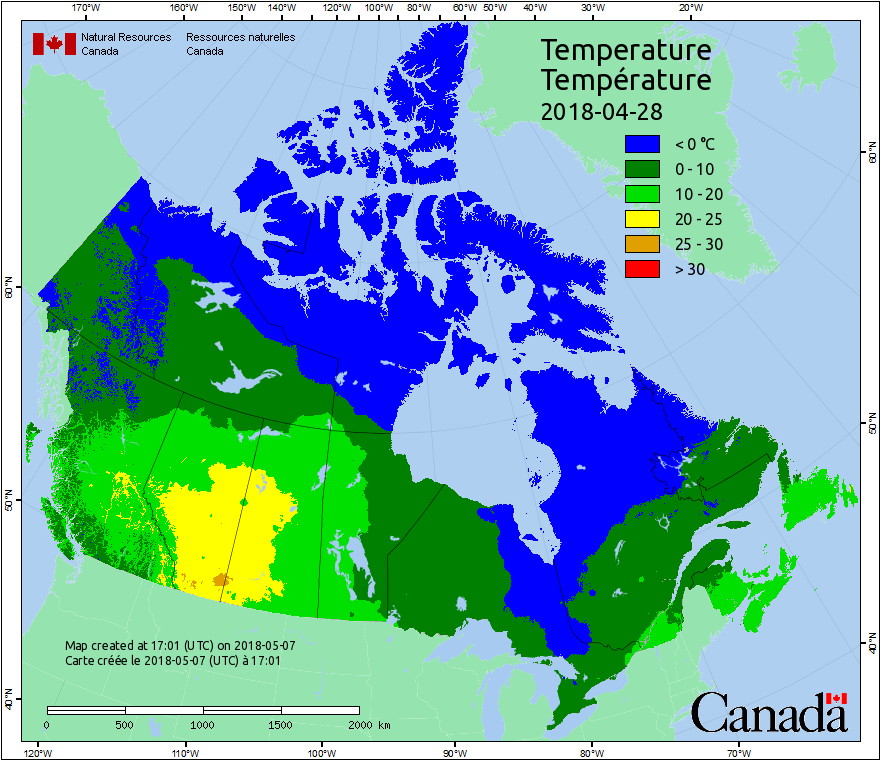 170°W 160°W 150°W 140°W 130°W 120°W 110°W 100°W 90°W 80°W 60°W 50°W 40°W 30°W 20°W
Natural Resources Ressources naturelles
Canada Canada
Temperature
Température
2018-04-28
< 0 °C
0 - 10
10 - 20
20 - 25
25 - 30
> 30
60°N
60°N
50°N
50°N
40°N
40°N
Map created at 17:01 (UTC) on 2018-05-07
Carte créée le 2018-05-07 (UTC) à 17:01
0 500 1000 1500 2000 km
Canada
120°W 110°W 100°W 90°W 80°W 70°W